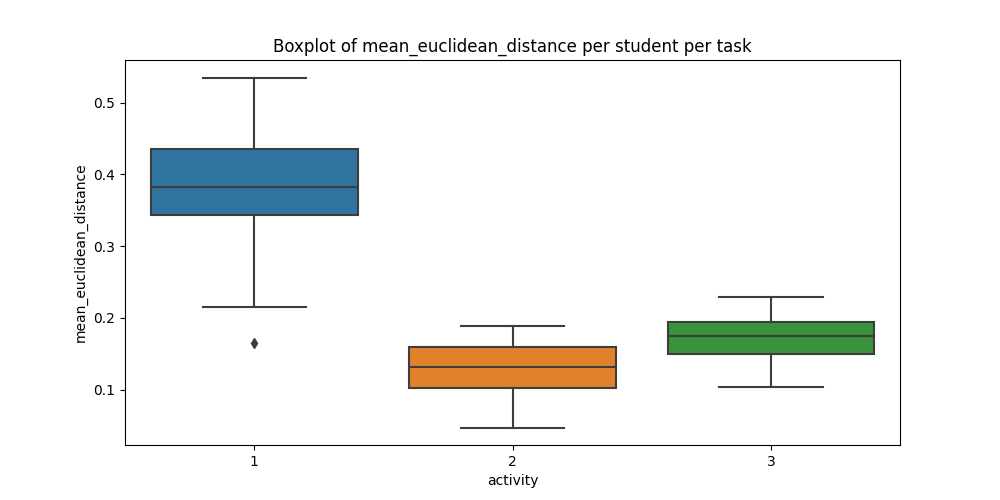 Boxplot of mean_euclidean_distance per student per task
mean_euclidean_distance
0.5
0.4
0.3
0.2
0.1
1
2
3
activity